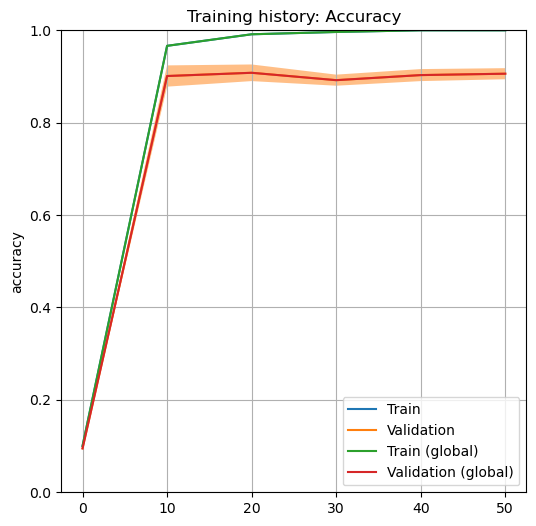 Training history: Accuracy
accuracy
1.0
0.8
0.6
0.4
0.2
0.0
0 10 20 30 40 50
Train
Validation
Train (global)
Validation (global)